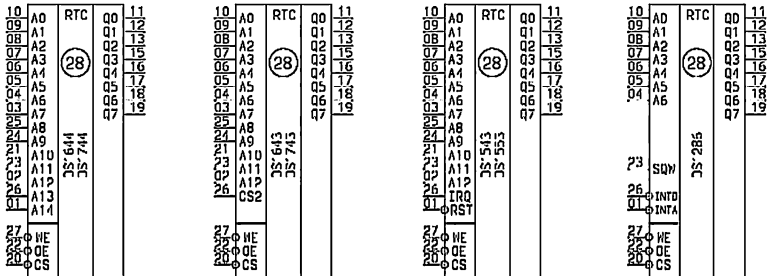 10 A0 RTC Q0 11
09 A1 Q1 12
08 A2 Q2 13
07 A3 Q3 15
06 A4 28 Q4 16
05 A5 Q5 17
04 A6 Q6 18
03 A7 Q7 19
25 A8
24 A9
21 A10
23 A11
02 A12
26 A13
01 A14
DS'644
DS'744
27 WE
22 OE
20 CS
10 A0 RTC Q0 11
09 A1 Q1 12
08 A2 Q2 13
07 A3 Q3 15
06 A4 28 Q4 16
05 A5 Q5 17
04 A6 Q6 18
03 A7 Q7 19
25 A8
24 A9
21 A10
23 A11
02 A12
26 CS2
DS'643
DS'743
27 WE
22 OE
20 CS
10 A0 RTC Q0 11
09 A1 Q1 12
08 A2 Q2 13
07 A3 Q3 15
06 A4 28 Q4 16
05 A5 Q5 17
04 A6 Q6 18
03 A7 Q7 19
25 A8
24 A9
21 A10
23 A11
02 A12
26 IRQ
01 RST
DS'543
DS'553
27 WE
22 OE
20 CS
10 A0 RTC Q0 11
09 A1 Q1 12
08 A2 Q2 13
07 A3 Q3 15
06 A4 28 Q4 16
05 A5 Q5 17
04 A6 Q6 18
Q7 19
23 SQW
26 INTO
01 INTA
DS'286
27 WE
22 OE
20 CS